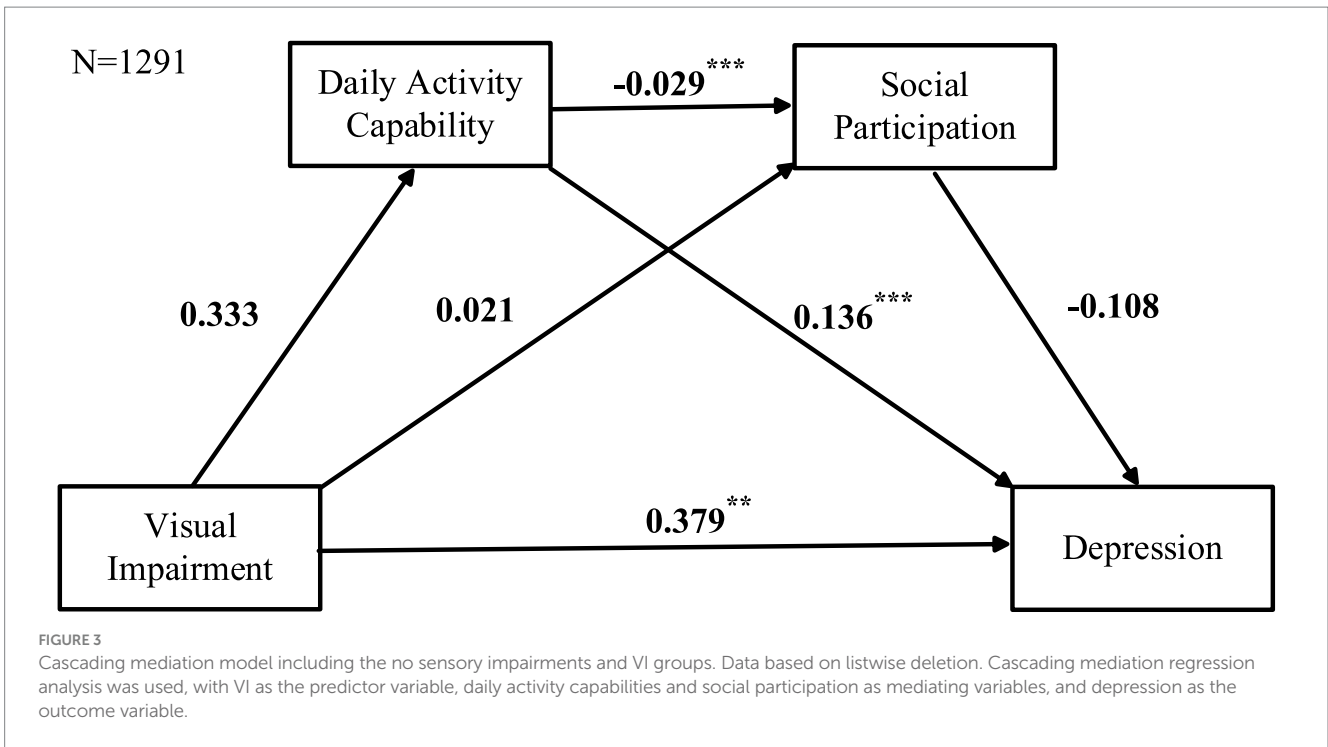 N=1291
Daily Activity
Capability
-0.029***
Social
Participation
0.333
0.021
0.136***
-0.108
Visual
Impairment
0.379**
Depression
FIGURE 3
Cascading mediation model including the no sensory impairments and VI groups. Data based on listwise deletion. Cascading mediation regression
analysis was used, with VI as the predictor variable, daily activity capabilities and social participation as mediating variables, and depression as the
outcome variable.